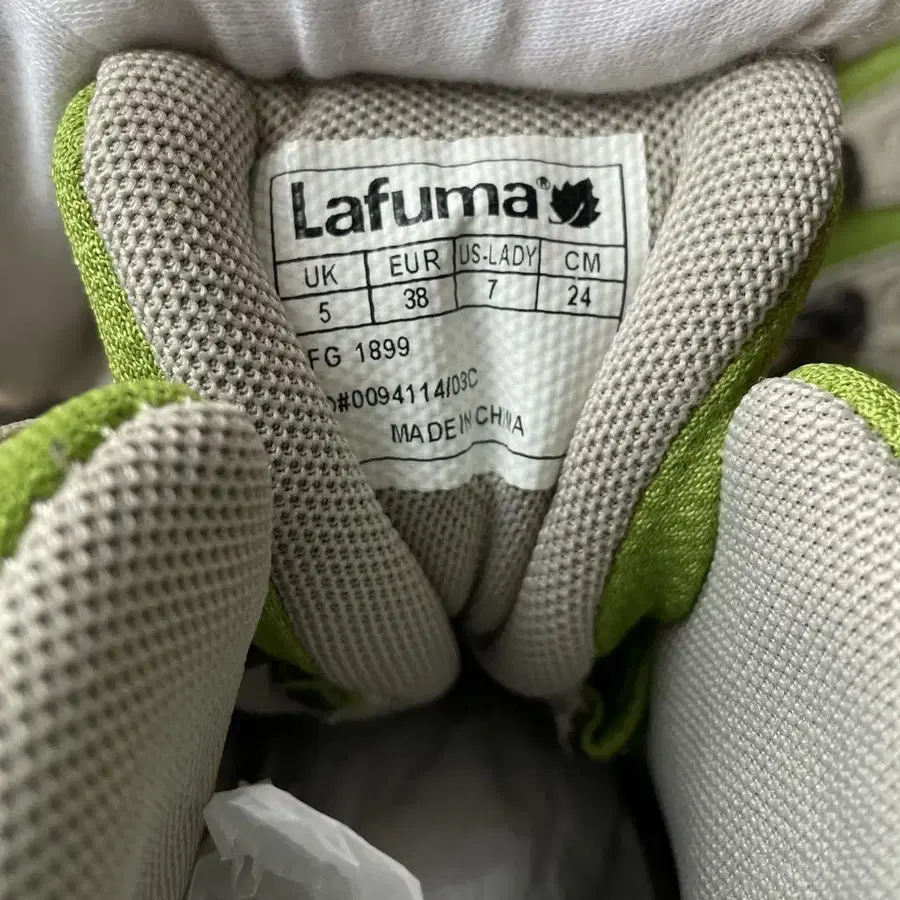 Lafuma®
UK EUR US-LADY CM
5 38 7 24
FG 1899
#0094114/03C
MADE IN CHINA